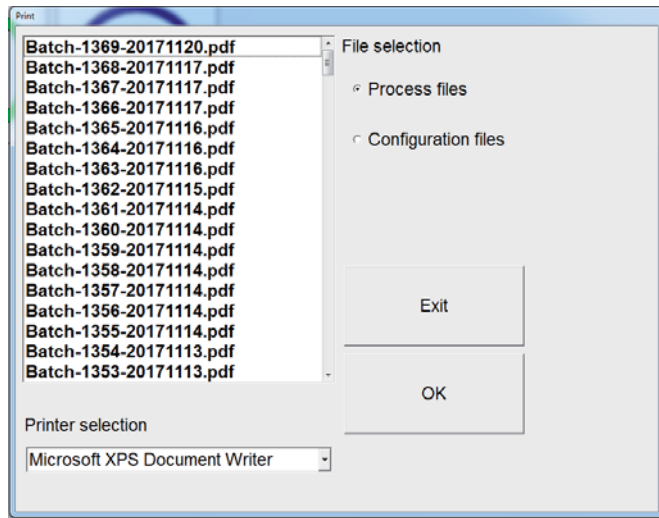 Print
Batch-1369-20171120.pdf
Batch-1368-20171117.pdf
Batch-1367-20171117.pdf
Batch-1366-20171117.pdf
Batch-1365-20171116.pdf
Batch-1364-20171116.pdf
Batch-1363-20171116.pdf
Batch-1362-20171115.pdf
Batch-1361-20171114.pdf
Batch-1360-20171114.pdf
Batch-1359-20171114.pdf
Batch-1358-20171114.pdf
Batch-1357-20171114.pdf
Batch-1356-20171114.pdf
Batch-1355-20171114.pdf
Batch-1354-20171113.pdf
Batch-1353-20171113.pdf
File selection
Process files
Configuration files
Exit
OK
Printer selection
Microsoft XPS Document Writer